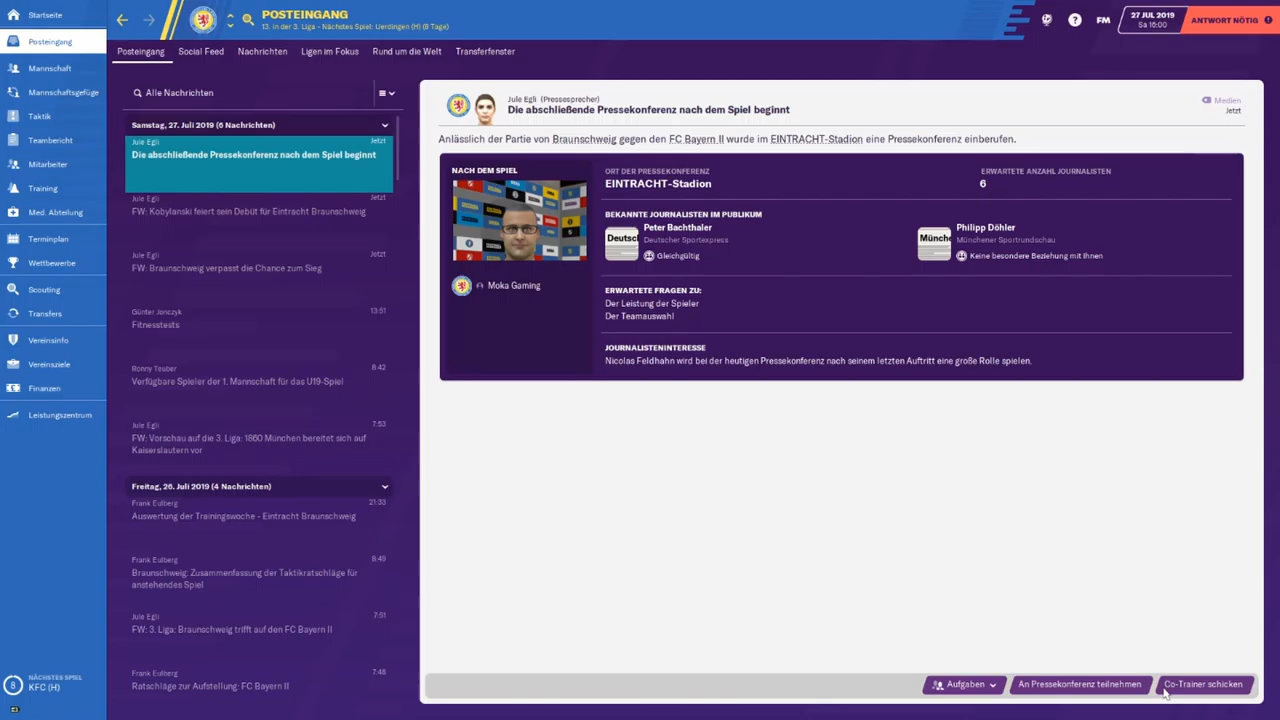 Startseite
Posteingang
Mannschaft
Mannschaftsgefüge
Taktik
Teambericht
Mitarbeiter
Training
Med. Abteilung
Terminplan
Wettbewerbe
Scouting
Transfers
Vereinsinfo
Vereinsziele
Finanzen
Leistungszentrum
8
NÄCHSTES SPIEL
KFC (H)
POSTEINGANG
13. in der 3. Liga - Nächstes Spiel: Uerdingen (H) (8 Tage)
?
FM
27 JUL 2019
Sa 16:00
ANTWORT NÖTIG
Posteingang
Social Feed
Nachrichten
Ligen im Fokus
Rund um die Welt
Transferfenster
Alle Nachrichten
Samstag, 27. Juli 2019 (6 Nachrichten)
Jule Egli Jetzt
Die abschließende Pressekonferenz nach dem Spiel beginnt
Jule Egli Jetzt
FW: Kobylanski feiert sein Debüt für Eintracht Braunschweig
Jule Egli Jetzt
FW: Braunschweig verpasst die Chance zum Sieg
Günter Jonczyk 13:51
Fitnesstests
Ronny Teuber 8:42
Verfügbare Spieler der 1. Mannschaft für das U19-Spiel
Jule Egli 7:53
FW: Vorschau auf die 3. Liga: 1860 München bereitet sich auf
Kaiserslautern vor
Freitag, 26. Juli 2019 (4 Nachrichten)
Frank Eulberg 21:33
Auswertung der Trainingswoche - Eintracht Braunschweig
Frank Eulberg 8:49
Braunschweig: Zusammenfassung der Taktikratschläge für
anstehendes Spiel
Jule Egli 7:51
FW: 3. Liga: Braunschweig trifft auf den FC Bayern II
Frank Eulberg 7:48
Ratschläge zur Aufstellung: FC Bayern II
Jule Egli (Pressesprecher)
Die abschließende Pressekonferenz nach dem Spiel beginnt
Medien
Jetzt
Anlässlich der Partie von Braunschweig gegen den FC Bayern II wurde im EINTRACHT-Stadion eine Pressekonferenz einberufen.
NACH DEM SPIEL
Moka Gaming
ORT DER PRESSEKONFERENZ
EINTRACHT-Stadion
ERWARTETE ANZAHL JOURNALISTEN
6
BEKANNTE JOURNALISTEN IM PUBLIKUM
Deutsc
Peter Bachthaler
Deutscher Sportexpress
Gleichgültig
Münche
Philipp Döhler
Münchener Sportrundschau
Keine besondere Beziehung mit Ihnen
ERWARTETE FRAGEN ZU:
Der Leistung der Spieler
Der Teamauswahl
JOURNALISTENINTERESSE
Nicolas Feldhahn wird bei der heutigen Pressekonferenz nach seinem letzten Auftritt eine große Rolle spielen.
Aufgaben
An Pressekonferenz teilnehmen
Co-Trainer schicken